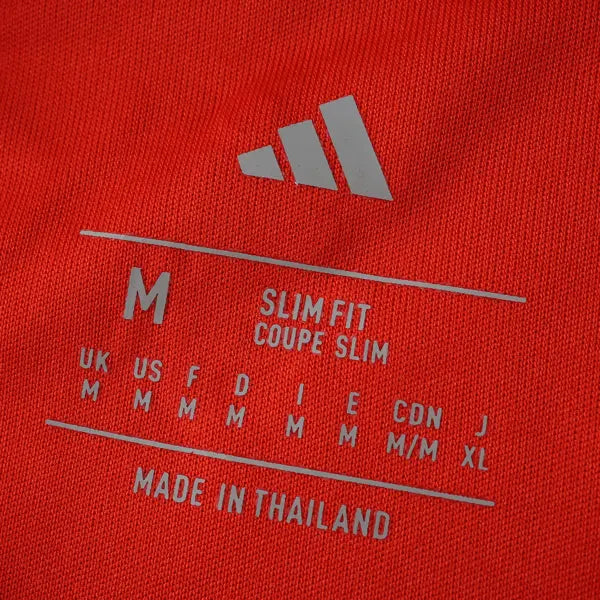 M
SLIM FIT
COUPE SLIM
UK US F D I E CDN J
M M M M M M M/M XL
MADE IN THAILAND